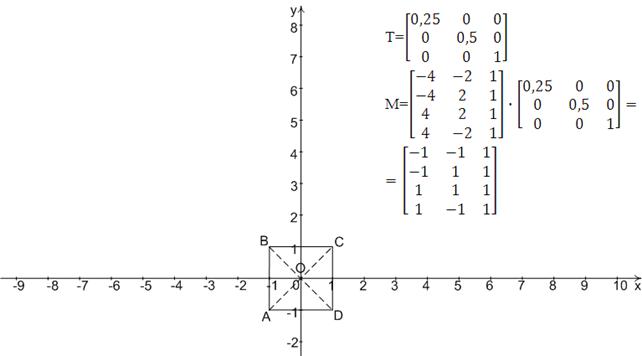 y
8
7
6
5
4
3
2
1
-1
-2
-9 -8 -7 -6 -5 -4 -3 -2 -1 0 1 2 3 4 5 6 7 8 9 10 x
B C
O
A D
T=[0,25 0 0]
[0 0,5 0]
[0 0 1]
M=[−4 −2 1] · [0,25 0 0] =
[−4 2 1] [0 0,5 0]
[4 2 1] [0 0 1]
[4 −2 1]
= [−1 −1 1]
[−1 1 1]
[1 1 1]
[1 −1 1]